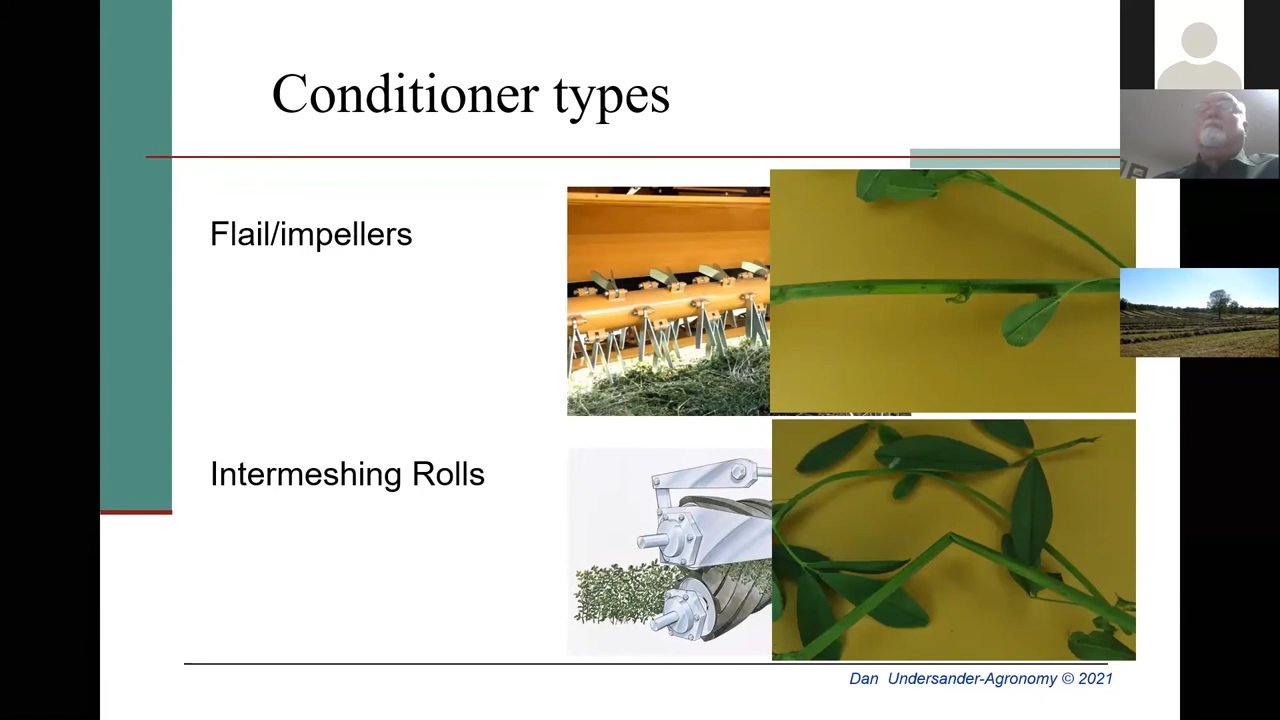 Conditioner types
Flail/impellers
Intermeshing Rolls
Dan Undersander-Agronomy © 2021